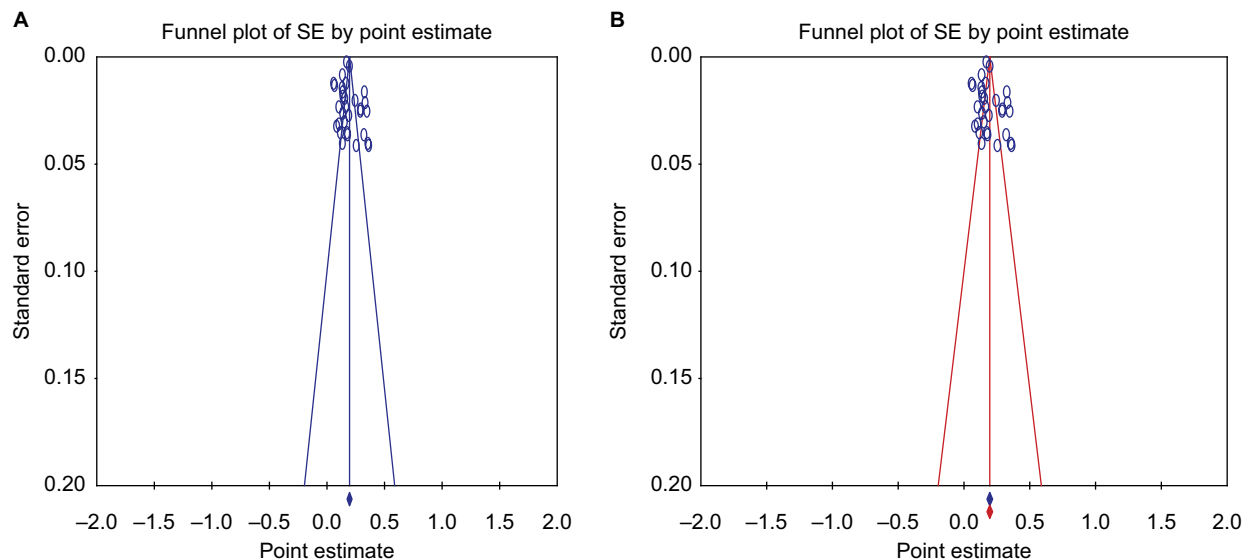 A
Funnel plot of SE by point estimate
0.00
0.05
0.10
0.15
0.20
Standard error
–2.0 –1.5 –1.0 –0.5 0.0 0.5 1.0 1.5 2.0
Point estimate
B
Funnel plot of SE by point estimate
0.00
0.05
0.10
0.15
0.20
Standard error
–2.0 –1.5 –1.0 –0.5 0.0 0.5 1.0 1.5 2.0
Point estimate